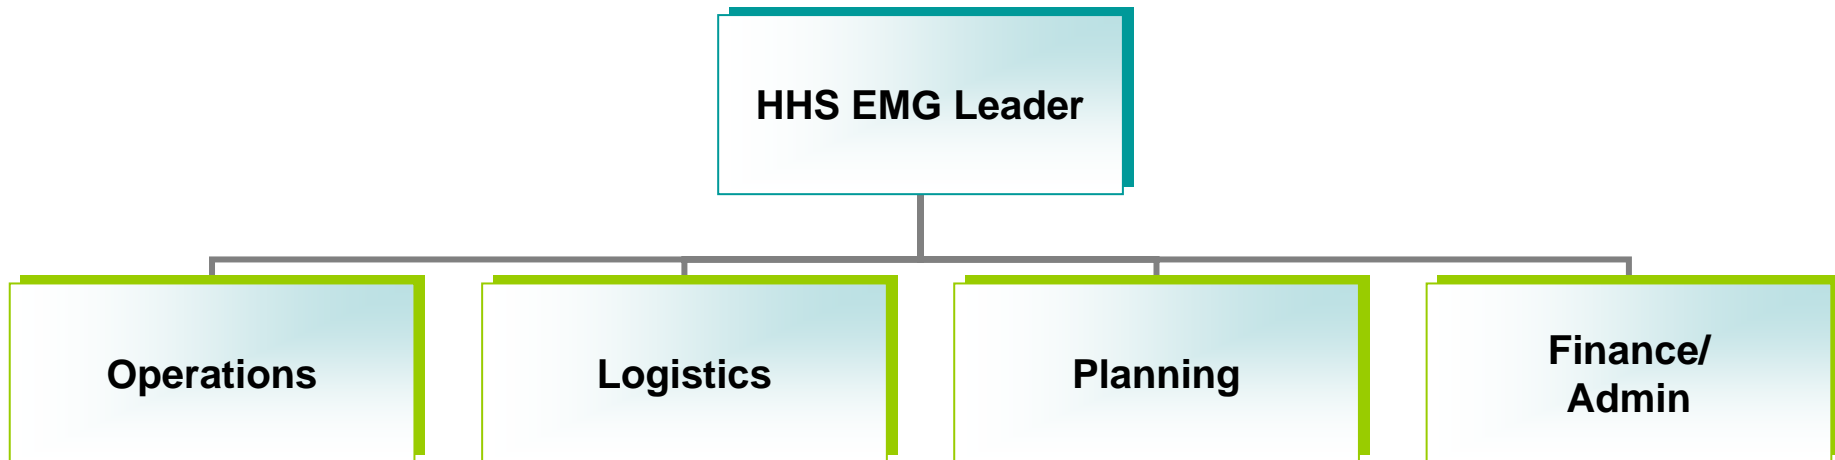 HHS EMG Leader
Operations
Logistics
Planning
Finance/
Admin